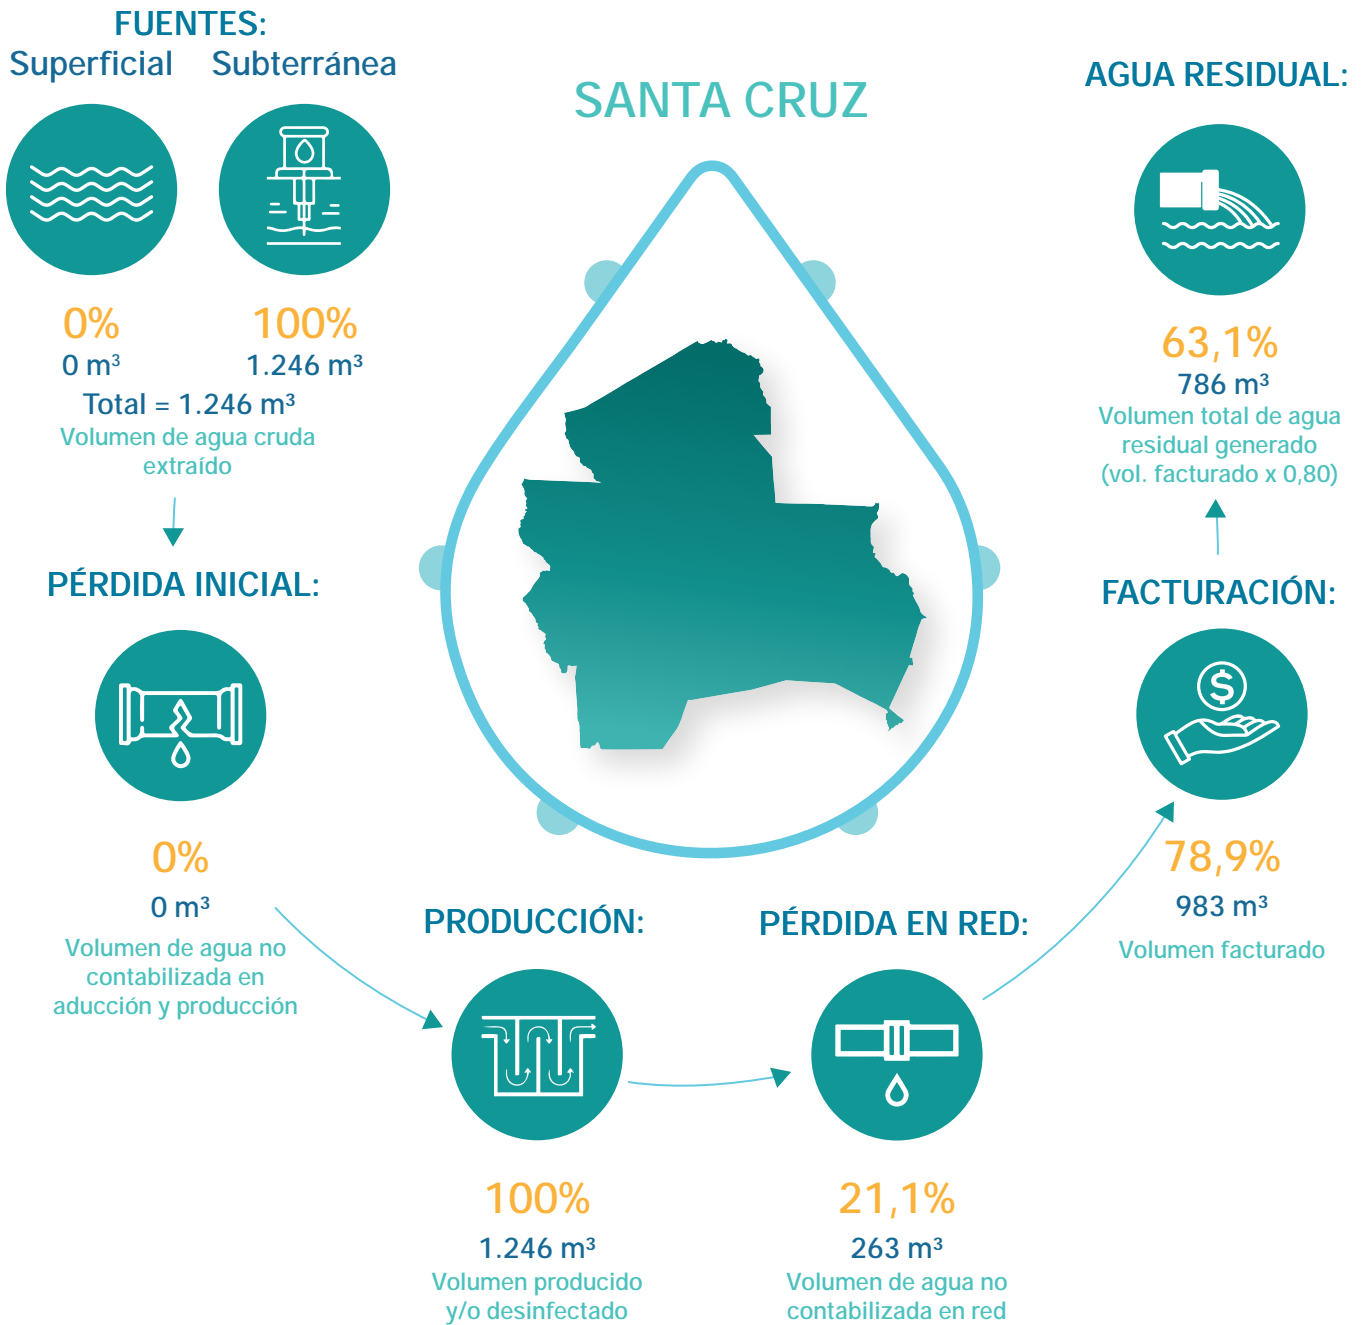 FUENTES:
Superficial
Subterránea
0%
0 m³
100%
1.246 m³
Total = 1.246 m³
Volumen de agua cruda
extraído
PÉRDIDA INICIAL:
0%
0 m³
Volumen de agua no
contabilizada en
aducción y producción
SANTA CRUZ
PRODUCCIÓN:
100%
1.246 m³
Volumen producido
y/o desinfectado
PÉRDIDA EN RED:
21,1%
263 m³
Volumen de agua no
contabilizada en red
FACTURACIÓN:
$
78,9%
983 m³
Volumen facturado
AGUA RESIDUAL:
63,1%
786 m³
Volumen total de agua
residual generado
(vol. facturado x 0,80)